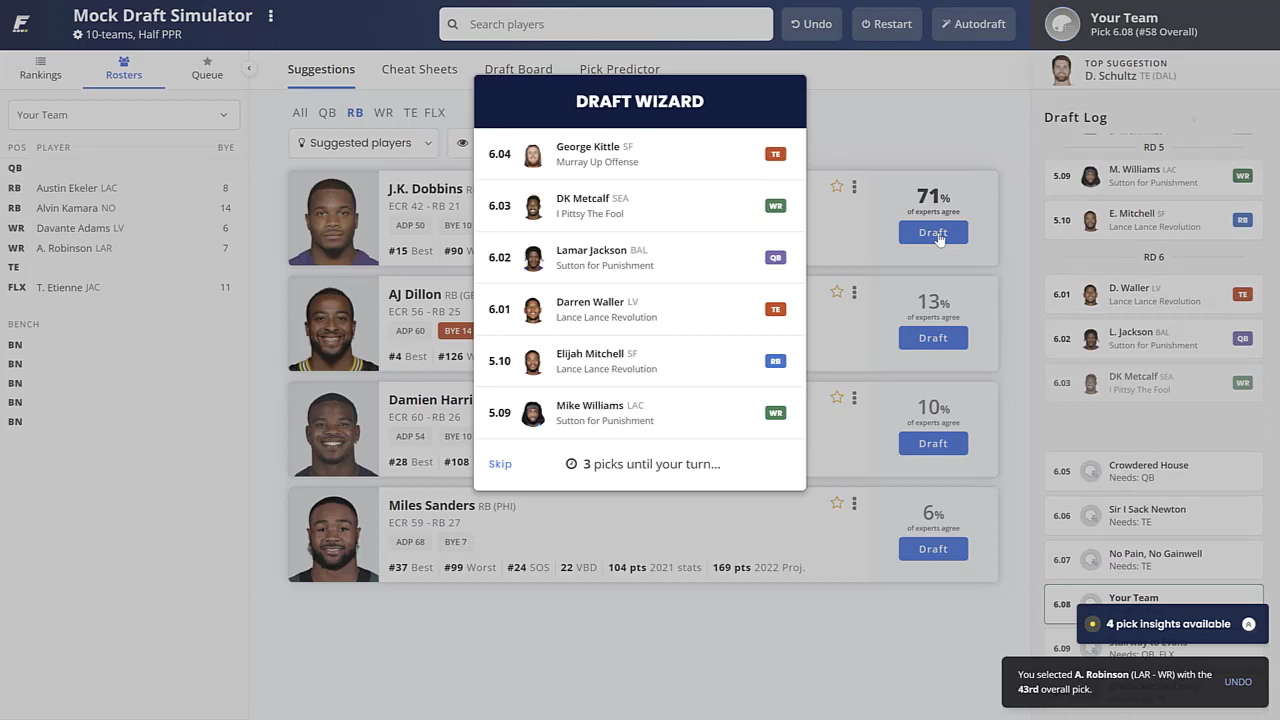 Mock Draft Simulator
10-teams, Half PPR
Search players
Undo
Restart
Autodraft
Your Team
Pick 6.08 (#58 Overall)
Rankings
Rosters
Queue
Suggestions
Cheat Sheets
Draft Board
Pick Predictor
TOP SUGGESTION
D. Schultz TE (DAL)
Your Team
POS PLAYER BYE
QB
RB Austin Ekeler LAC 8
RB Alvin Kamara NO 14
WR Davante Adams LV 6
WR A. Robinson LAR 7
TE
FLX T. Etienne JAC 11
BENCH
BN
BN
BN
BN
BN
All QB RB WR TE FLX
Suggested players
J.K. Dobbins
ECR 42 - RB 21
ADP 50 BYE 10
#15 Best #90 W
71%
of experts agree
Draft
AJ Dillon RB (GE
ECR 56 - RB 25
ADP 60 BYE 14
#4 Best #126 W
13%
of experts agree
Draft
Damien Harri
ECR 60 - RB 26
ADP 54 BYE 10
#28 Best #108
10%
of experts agree
Draft
Miles Sanders RB (PHI)
ECR 59 - RB 27
ADP 68 BYE 7
#37 Best #99 Worst #24 SOS 22 VBD 104 pts 2021 stats 169 pts 2022 Proj.
6%
of experts agree
Draft
DRAFT WIZARD
6.04 George Kittle SF TE
Murray Up Offense
6.03 DK Metcalf SEA WR
I Pittsy The Fool
6.02 Lamar Jackson BAL QB
Sutton for Punishment
6.01 Darren Waller LV TE
Lance Lance Revolution
5.10 Elijah Mitchell SF RB
Lance Lance Revolution
5.09 Mike Williams LAC WR
Sutton for Punishment
Skip 3 picks until your turn...
Draft Log
RD 5
5.09 M. Williams LAC WR
Sutton for Punishment
5.10 E. Mitchell SF RB
Lance Lance Revolution
RD 6
6.01 D. Waller LV TE
Lance Lance Revolution
6.02 L. Jackson BAL QB
Sutton for Punishment
6.03 DK Metcalf SEA WR
I Pittsy The Fool
6.05 Crowdered House
Needs: QB
6.06 Sir I Sack Newton
Needs: TE
6.07 No Pain, No Gainwell
Needs: TE
6.08 Your Team
4 pick insights available
6.09
Needs: QB, FLX
You selected A. Robinson (LAR - WR) with the
43rd overall pick.
UNDO